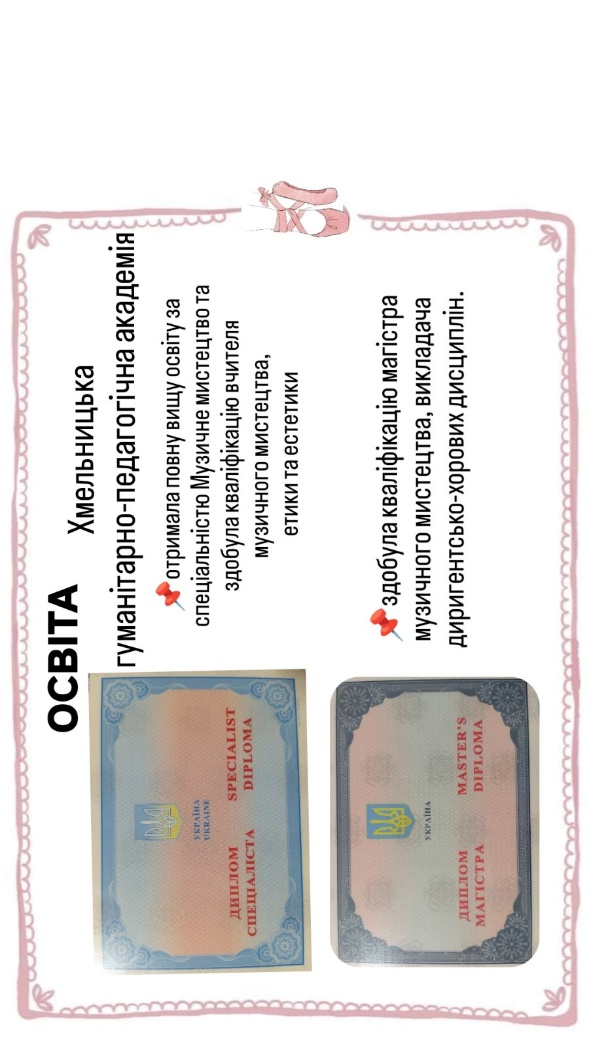 ОСВІТА
Хмельницька
гуманітарно-педагогічна академія
отримала повну вищу освіту за
спеціальністю Музичне мистецтво та
здобула кваліфікацію вчителя
музичного мистецтва,
етики та естетики
УКРАЇНА
UKRAINE
ДИПЛОМ
СПЕЦІАЛІСТА
SPECIALIST
DIPLOMA
здобула кваліфікацію магістра
музичного мистецтва, викладача
диригентсько-хорових дисциплін.
УКРАЇНА
ДИПЛОМ
МАГІСТРА
MASTER'S
DIPLOMA